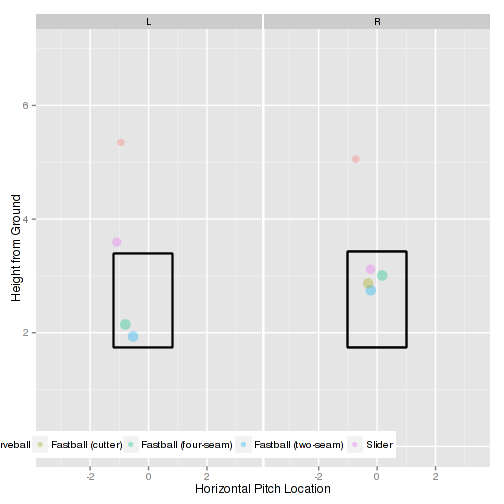 L R
6
4
2
Height from Ground
rveball Fastball (cutter) Fastball (four-seam) Fastball (two-seam) Slider
-2 0 2 -2 0 2
Horizontal Pitch Location